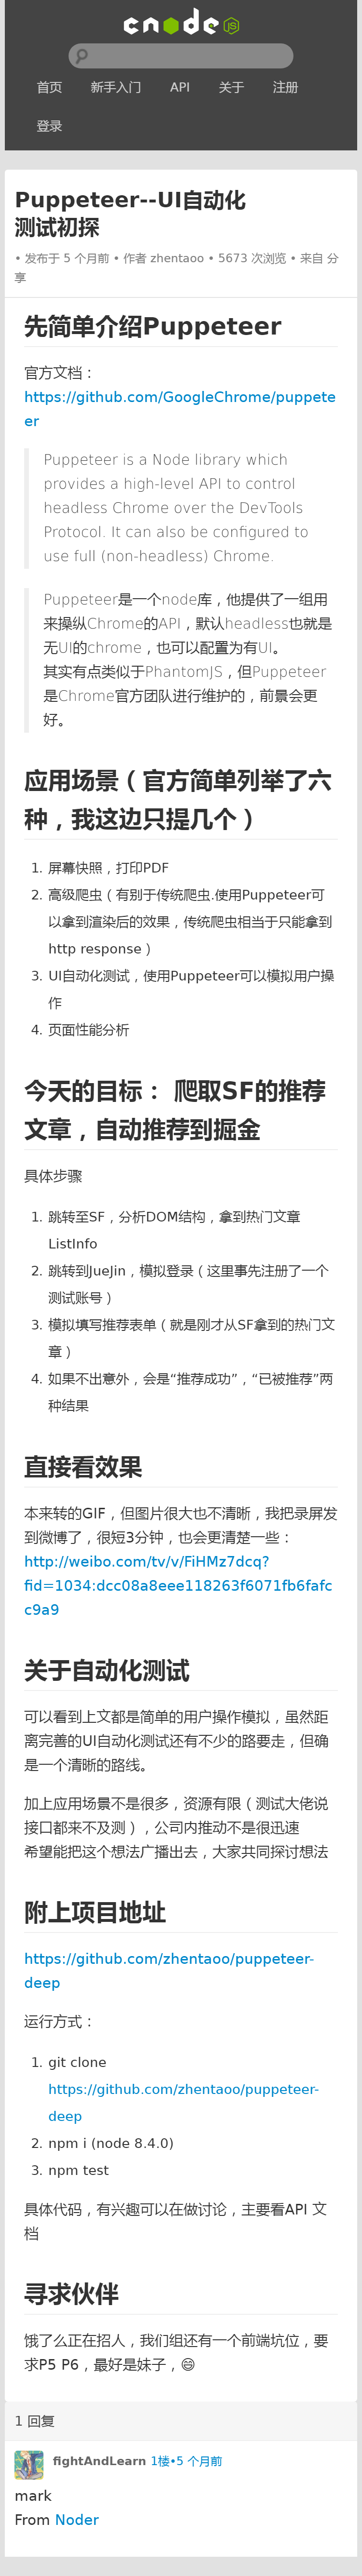 cnode JS
首页 新手入门 API 关于 注册
登录
Puppeteer--UI自动化
测试初探
• 发布于 5 个月前 • 作者 zhentaoo • 5673 次浏览 • 来自 分
享
先简单介绍Puppeteer
官方文档：
https://github.com/GoogleChrome/puppete
er
Puppeteer is a Node library which
provides a high-level API to control
headless Chrome over the DevTools
Protocol. It can also be configured to
use full (non-headless) Chrome.
Puppeteer是一个node库，他提供了一组用
来操纵Chrome的API，默认headless也就是
无UI的chrome，也可以配置为有UI。
其实有点类似于PhantomJS，但Puppeteer
是Chrome官方团队进行维护的，前景会更
好。
应用场景（官方简单列举了六
种，我这边只提几个）
1. 屏幕快照，打印PDF
2. 高级爬虫（有别于传统爬虫.使用Puppeteer可
以拿到渲染后的效果，传统爬虫相当于只能拿到
http response）
3. UI自动化测试，使用Puppeteer可以模拟用户操
作
4. 页面性能分析
今天的目标： 爬取SF的推荐
文章，自动推荐到掘金
具体步骤
1. 跳转至SF，分析DOM结构，拿到热门文章
ListInfo
2. 跳转到JueJin，模拟登录（这里事先注册了一个
测试账号）
3. 模拟填写推荐表单（就是刚才从SF拿到的热门文
章）
4. 如果不出意外，会是“推荐成功”，“已被推荐”两
种结果
直接看效果
本来转的GIF，但图片很大也不清晰，我把录屏发
到微博了，很短3分钟，也会更清楚一些：
http://weibo.com/tv/v/FiHMz7dcq?
fid=1034:dcc08a8eee118263f6071fb6fafc
c9a9
关于自动化测试
可以看到上文都是简单的用户操作模拟，虽然距
离完善的UI自动化测试还有不少的路要走，但确
是一个清晰的路线。
加上应用场景不是很多，资源有限（测试大佬说
接口都来不及测），公司内推动不是很迅速
希望能把这个想法广播出去，大家共同探讨想法
附上项目地址
https://github.com/zhentaoo/puppeteer-
deep
运行方式：
1. git clone
https://github.com/zhentaoo/puppeteer-
deep
2. npm i (node 8.4.0)
3. npm test
具体代码，有兴趣可以在做讨论，主要看API 文
档
寻求伙伴
饿了么正在招人，我们组还有一个前端坑位，要
求P5 P6，最好是妹子，😄
1 回复
fightAndLearn 1楼•5 个月前
mark
From Noder